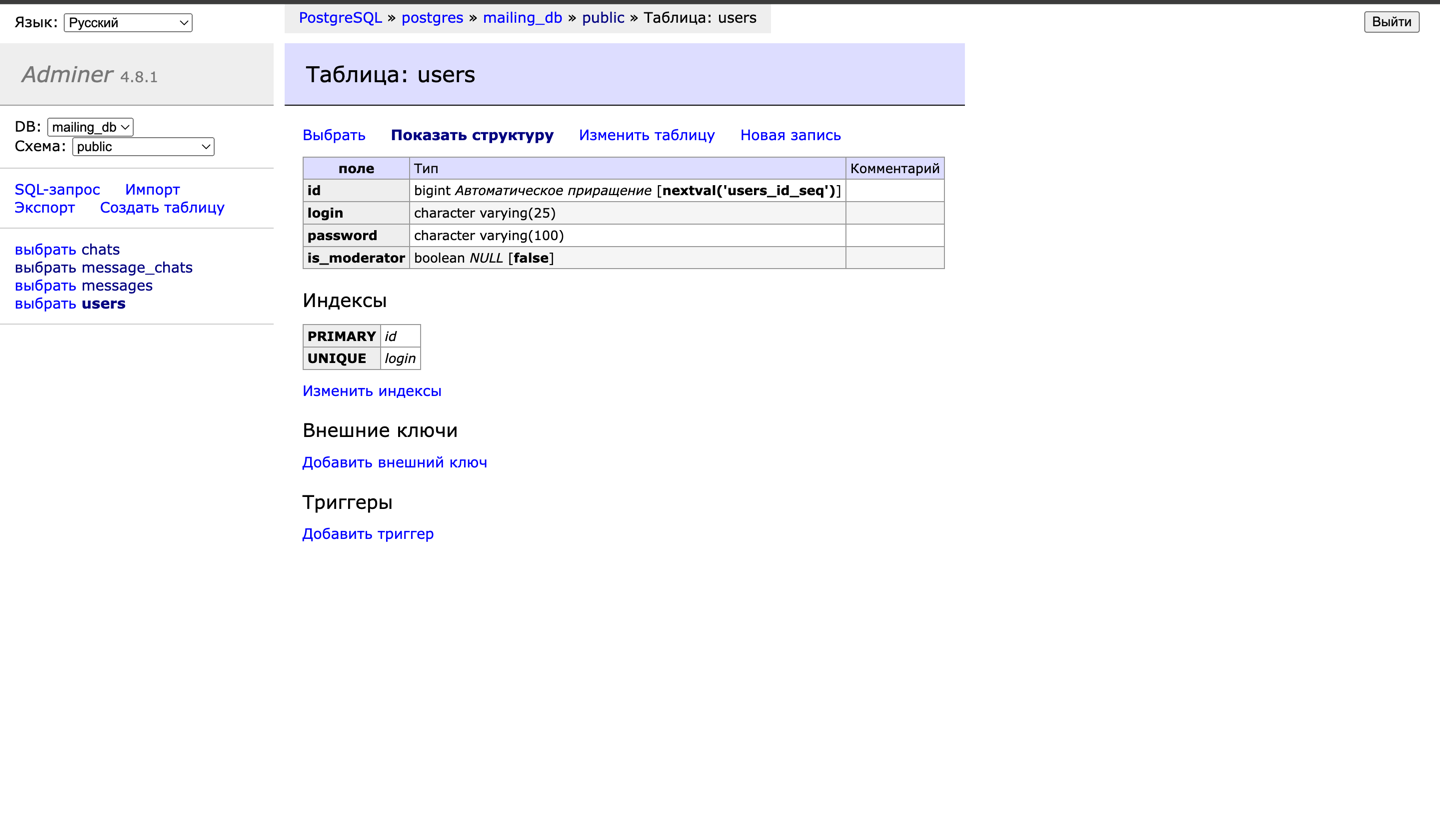 Язык: Русский
PostgreSQL » postgres » mailing_db » public » Таблица: users
Выйти
Adminer 4.8.1
Таблица: users
DB: mailing_db
Схема: public
SQL-запрос Импорт
Экспорт Создать таблицу
выбрать chats
выбрать message_chats
выбрать messages
выбрать users
Выбрать Показать структуру Изменить таблицу Новая запись
поле Тип Комментарий
id bigint Автоматическое приращение [nextval('users_id_seq')]
login character varying(25)
password character varying(100)
is_moderator boolean NULL [false]
Индексы
PRIMARY id
UNIQUE login
Изменить индексы
Внешние ключи
Добавить внешний ключ
Триггеры
Добавить триггер